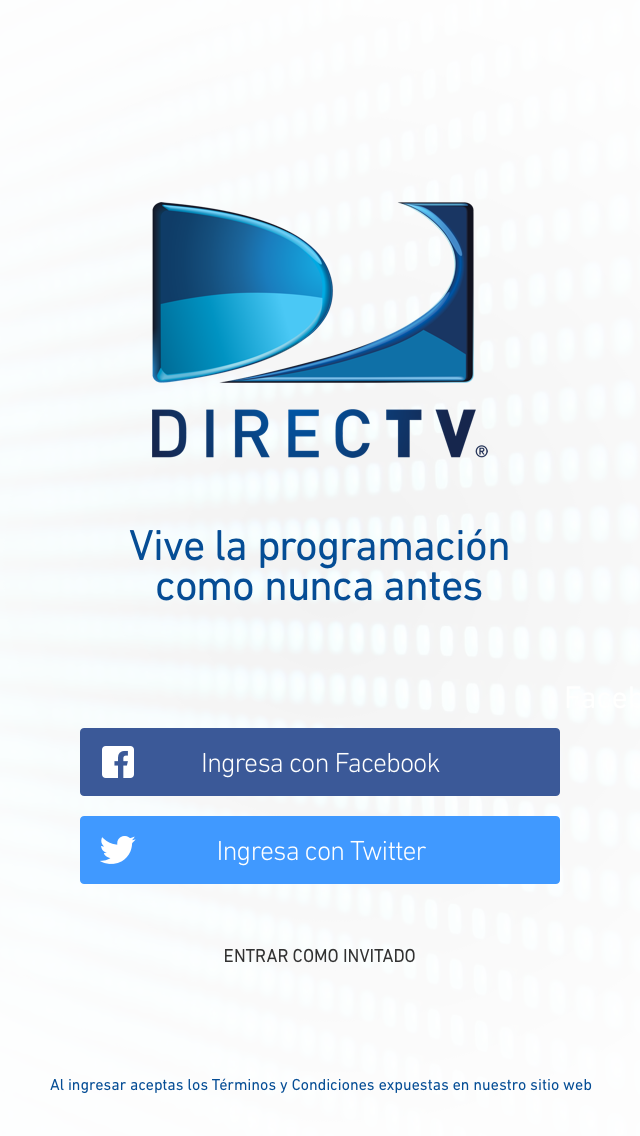 DIRECTV®
Vive la programación
como nunca antes
Ingresa con Facebook
Ingresa con Twitter
ENTRAR COMO INVITADO
Al ingresar aceptas los Términos y Condiciones expuestas en nuestro sitio web